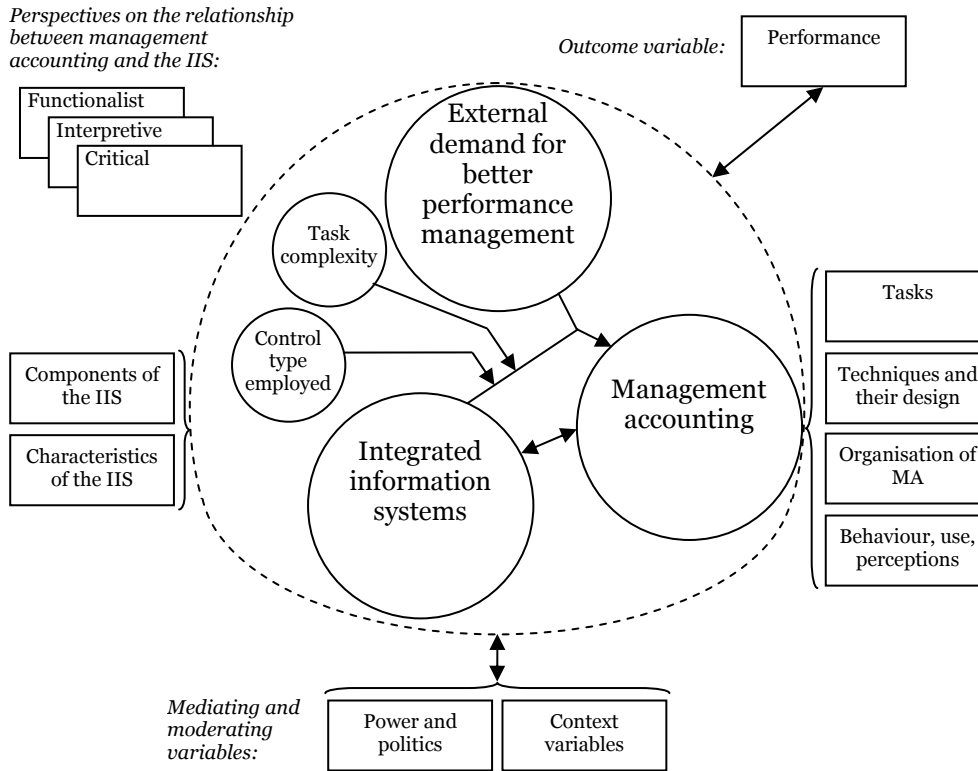 Perspectives on the relationship
between management
accounting and the IIS:
Functionalist
Interpretive
Critical
Outcome variable:
Performance
External
demand for
better
performance
management
Task
complexity
Control
type
employed
Integrated
information
systems
Management
accounting
Components of
the IIS
Characteristics
of the IIS
Tasks
Techniques and
their design
Organisation of
MA
Behaviour, use,
perceptions
Mediating and
moderating
variables:
Power and
politics
Context
variables